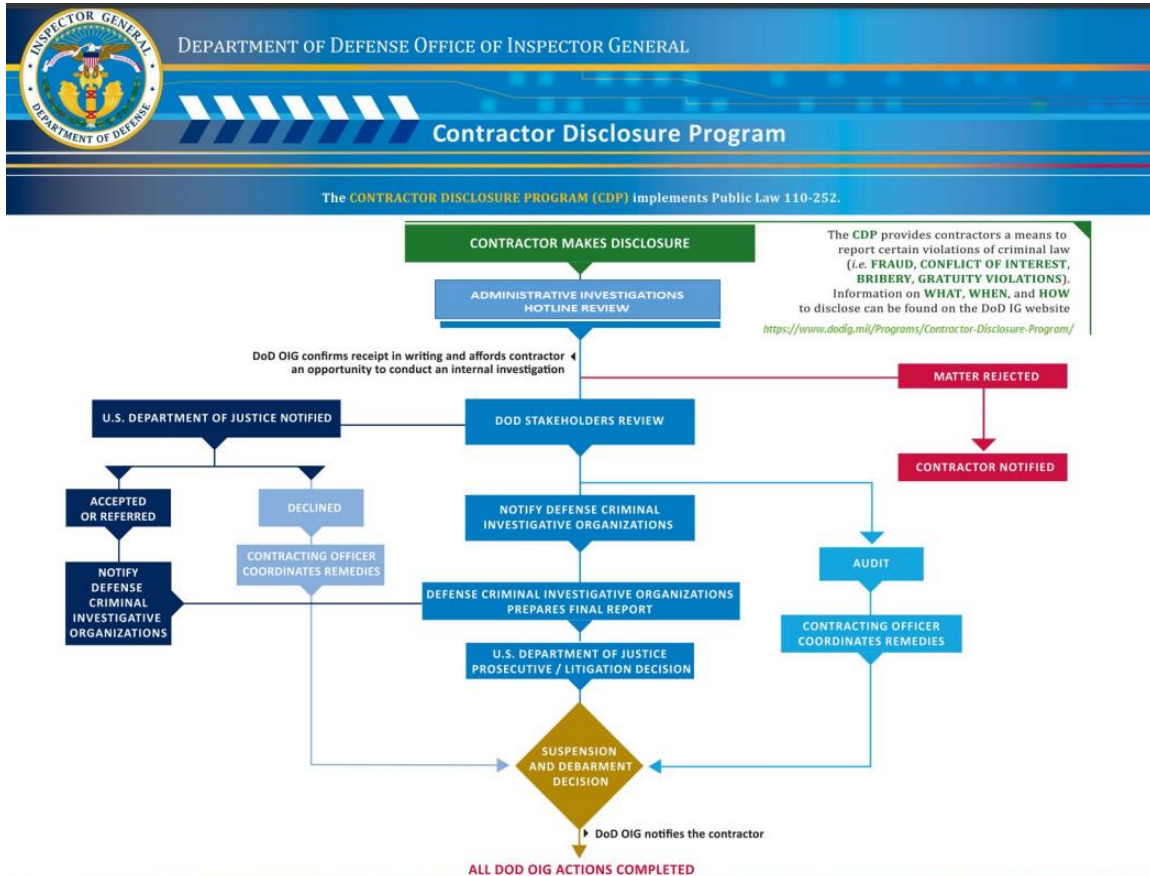 INSPECTOR GENERAL
DEPARTMENT OF DEFENSE
DEPARTMENT OF DEFENSE OFFICE OF INSPECTOR GENERAL
Contractor Disclosure Program
The CONTRACTOR DISCLOSURE PROGRAM (CDP) implements Public Law 110-252.
CONTRACTOR MAKES DISCLOSURE
The CDP provides contractors a means to
report certain violations of criminal law
(i.e. FRAUD, CONFLICT OF INTEREST,
BRIBERY, GRATUITY VIOLATIONS).
Information on WHAT, WHEN, and HOW
to disclose can be found on the DoD IG website
https://www.dodig.mil/Programs/Contractor-Disclosure-Program/
ADMINISTRATIVE INVESTIGATIONS
HOTLINE REVIEW
DoD OIG confirms receipt in writing and affords contractor
an opportunity to conduct an internal investigation
MATTER REJECTED
CONTRACTOR NOTIFIED
U.S. DEPARTMENT OF JUSTICE NOTIFIED
DOD STAKEHOLDERS REVIEW
ACCEPTED
OR REFERRED
DECLINED
NOTIFY DEFENSE CRIMINAL
INVESTIGATIVE ORGANIZATIONS
AUDIT
CONTRACTING OFFICER
COORDINATES REMEDIES
NOTIFY
DEFENSE
CRIMINAL
INVESTIGATIVE
ORGANIZATIONS
DEFENSE CRIMINAL INVESTIGATIVE ORGANIZATIONS
PREPARES FINAL REPORT
CONTRACTING OFFICER
COORDINATES REMEDIES
U.S. DEPARTMENT OF JUSTICE
PROSECUTIVE / LITIGATION DECISION
SUSPENSION
AND DEBARMENT
DECISION
DoD OIG notifies the contractor
ALL DOD OIG ACTIONS COMPLETED